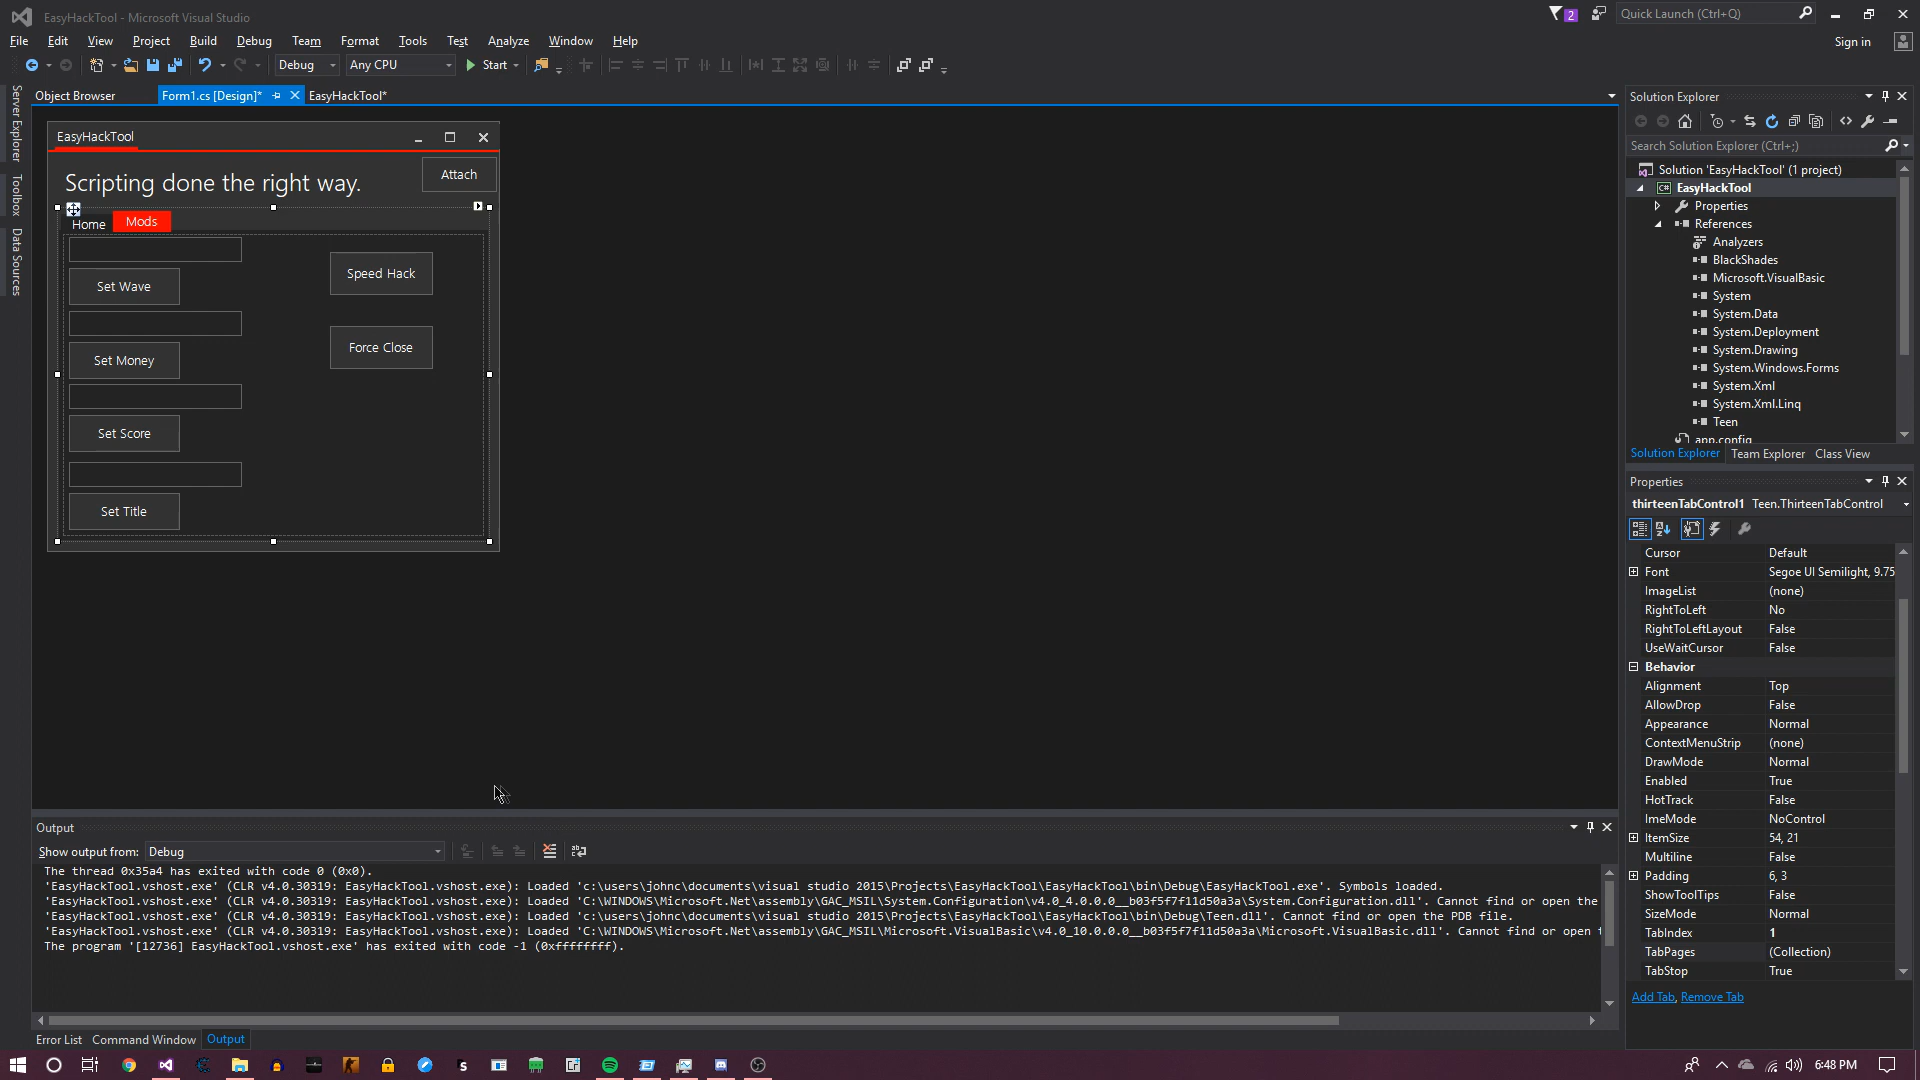 EasyHackTool - Microsoft Visual Studio
2
Quick Launch (Ctrl+Q)
File Edit View Project Build Debug Team Format Tools Test Analyze Window Help
Sign in
Debug Any CPU Start
Server Explorer
Toolbox
Data Sources
Object Browser Form1.cs [Design]* EasyHackTool*
EasyHackTool
Attach
Scripting done the right way.
Home Mods
Speed Hack
Set Wave
Force Close
Set Money
Set Score
Set Title
Solution Explorer
Search Solution Explorer (Ctrl+;)
Solution 'EasyHackTool' (1 project)
C# EasyHackTool
Properties
References
Analyzers
BlackShades
Microsoft.VisualBasic
System
System.Data
System.Deployment
System.Drawing
System.Windows.Forms
System.Xml
System.Xml.Linq
Teen
app.config
Solution Explorer Team Explorer Class View
Properties
thirteenTabControl1 Teen.ThirteenTabControl
Cursor Default
Font Segoe UI Semilight, 9.75
ImageList (none)
RightToLeft No
RightToLeftLayout False
UseWaitCursor False
Behavior
Alignment Top
AllowDrop False
Appearance Normal
ContextMenuStrip (none)
DrawMode Normal
Enabled True
HotTrack False
ImeMode NoControl
ItemSize 54, 21
Multiline False
Padding 6, 3
ShowToolTips False
SizeMode Normal
TabIndex 1
TabPages (Collection)
TabStop True
Add Tab, Remove Tab
Output
Show output from: Debug
The thread 0x35a4 has exited with code 0 (0x0).
'EasyHackTool.vshost.exe' (CLR v4.0.30319: EasyHackTool.vshost.exe): Loaded 'c:\users\johnc\documents\visual studio 2015\Projects\EasyHackTool\EasyHackTool\bin\Debug\EasyHackTool.exe'. Symbols loaded.
'EasyHackTool.vshost.exe' (CLR v4.0.30319: EasyHackTool.vshost.exe): Loaded 'C:\WINDOWS\Microsoft.Net\assembly\GAC_MSIL\System.Configuration\v4.0_4.0.0.0__b03f5f7f11d50a3a\System.Configuration.dll'. Cannot find or open the
'EasyHackTool.vshost.exe' (CLR v4.0.30319: EasyHackTool.vshost.exe): Loaded 'c:\users\johnc\documents\visual studio 2015\Projects\EasyHackTool\EasyHackTool\bin\Debug\Teen.dll'. Cannot find or open the PDB file.
'EasyHackTool.vshost.exe' (CLR v4.0.30319: EasyHackTool.vshost.exe): Loaded 'C:\WINDOWS\Microsoft.Net\assembly\GAC_MSIL\Microsoft.VisualBasic\v4.0_10.0.0.0__b03f5f7f11d50a3a\Microsoft.VisualBasic.dll'. Cannot find or open
The program '[12736] EasyHackTool.vshost.exe' has exited with code -1 (0xffffffff).
Error List Command Window Output
6:48 PM